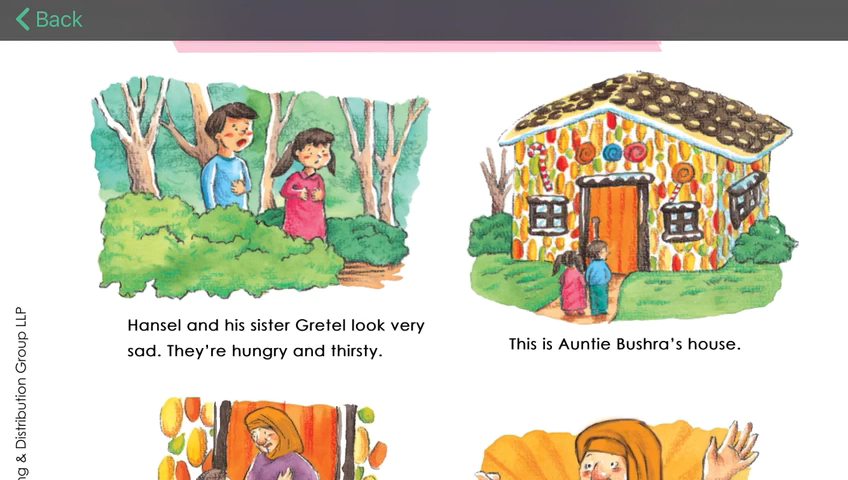 Back
Hansel and his sister Gretel look very
sad. They're hungry and thirsty.
This is Auntie Bushra's house.
& Distribution Group LLP